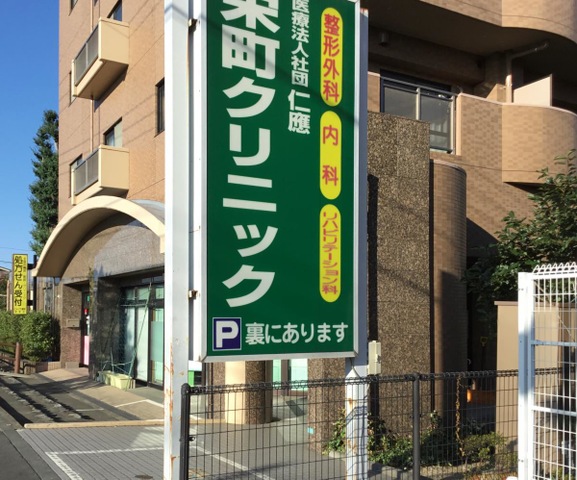 医療法人社団 仁應
栄町クリニック
整形外科
内科
リハビリテーション科
P 裏にあります
処方せん受付